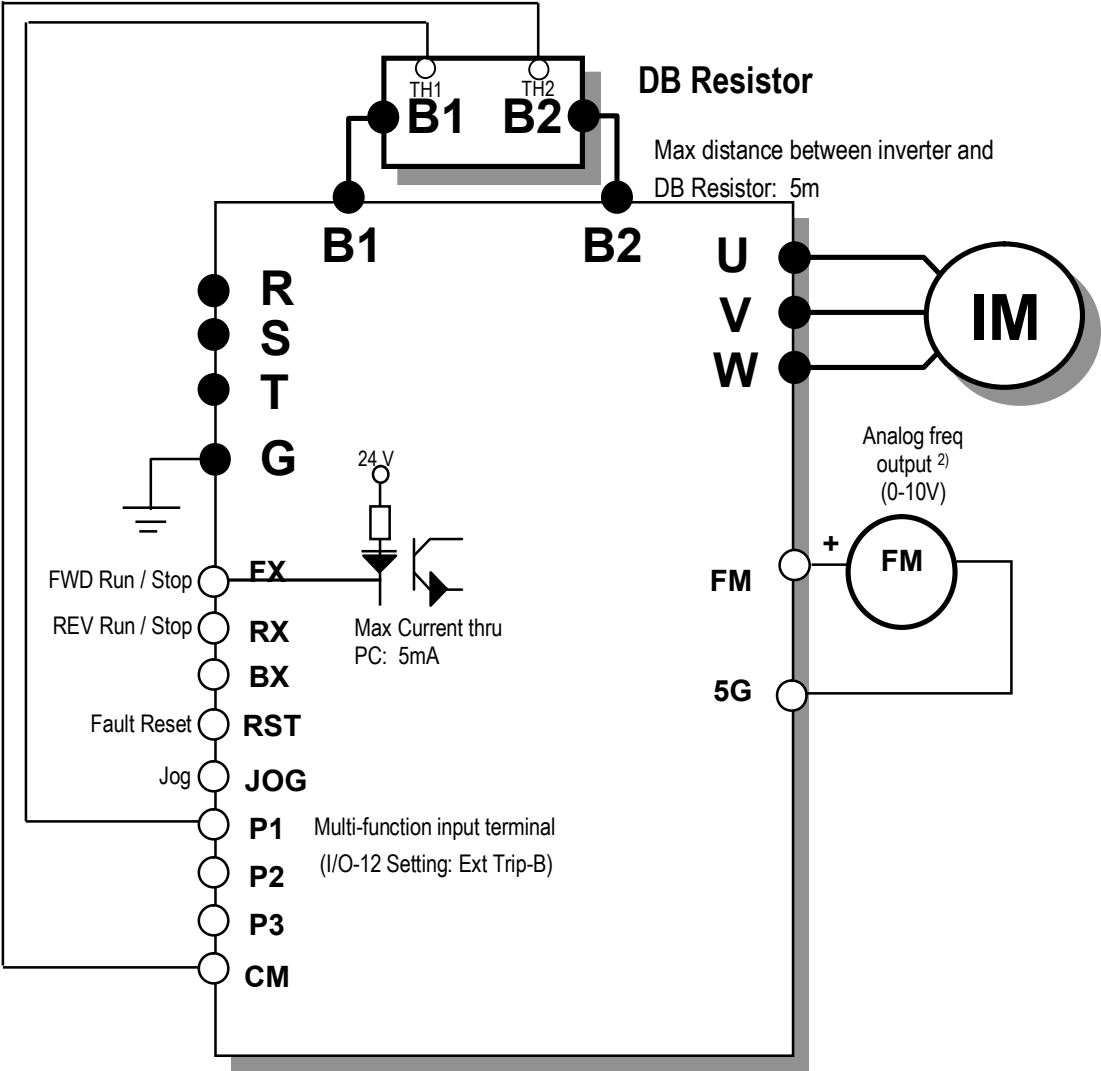 TH1
TH2
B1
B2
DB Resistor
Max distance between inverter and
DB Resistor: 5m
B1
B2
R
S
T
G
U
V
W
IM
24 V
FWD Run / Stop
FX
REV Run / Stop
RX
Max Current thru
PC: 5mA
BX
Fault Reset
RST
Jog
JOG
P1
Multi-function input terminal
(I/O-12 Setting: Ext Trip-B)
P2
P3
CM
Analog freq
output 2)
(0-10V)
+
FM
FM
5G